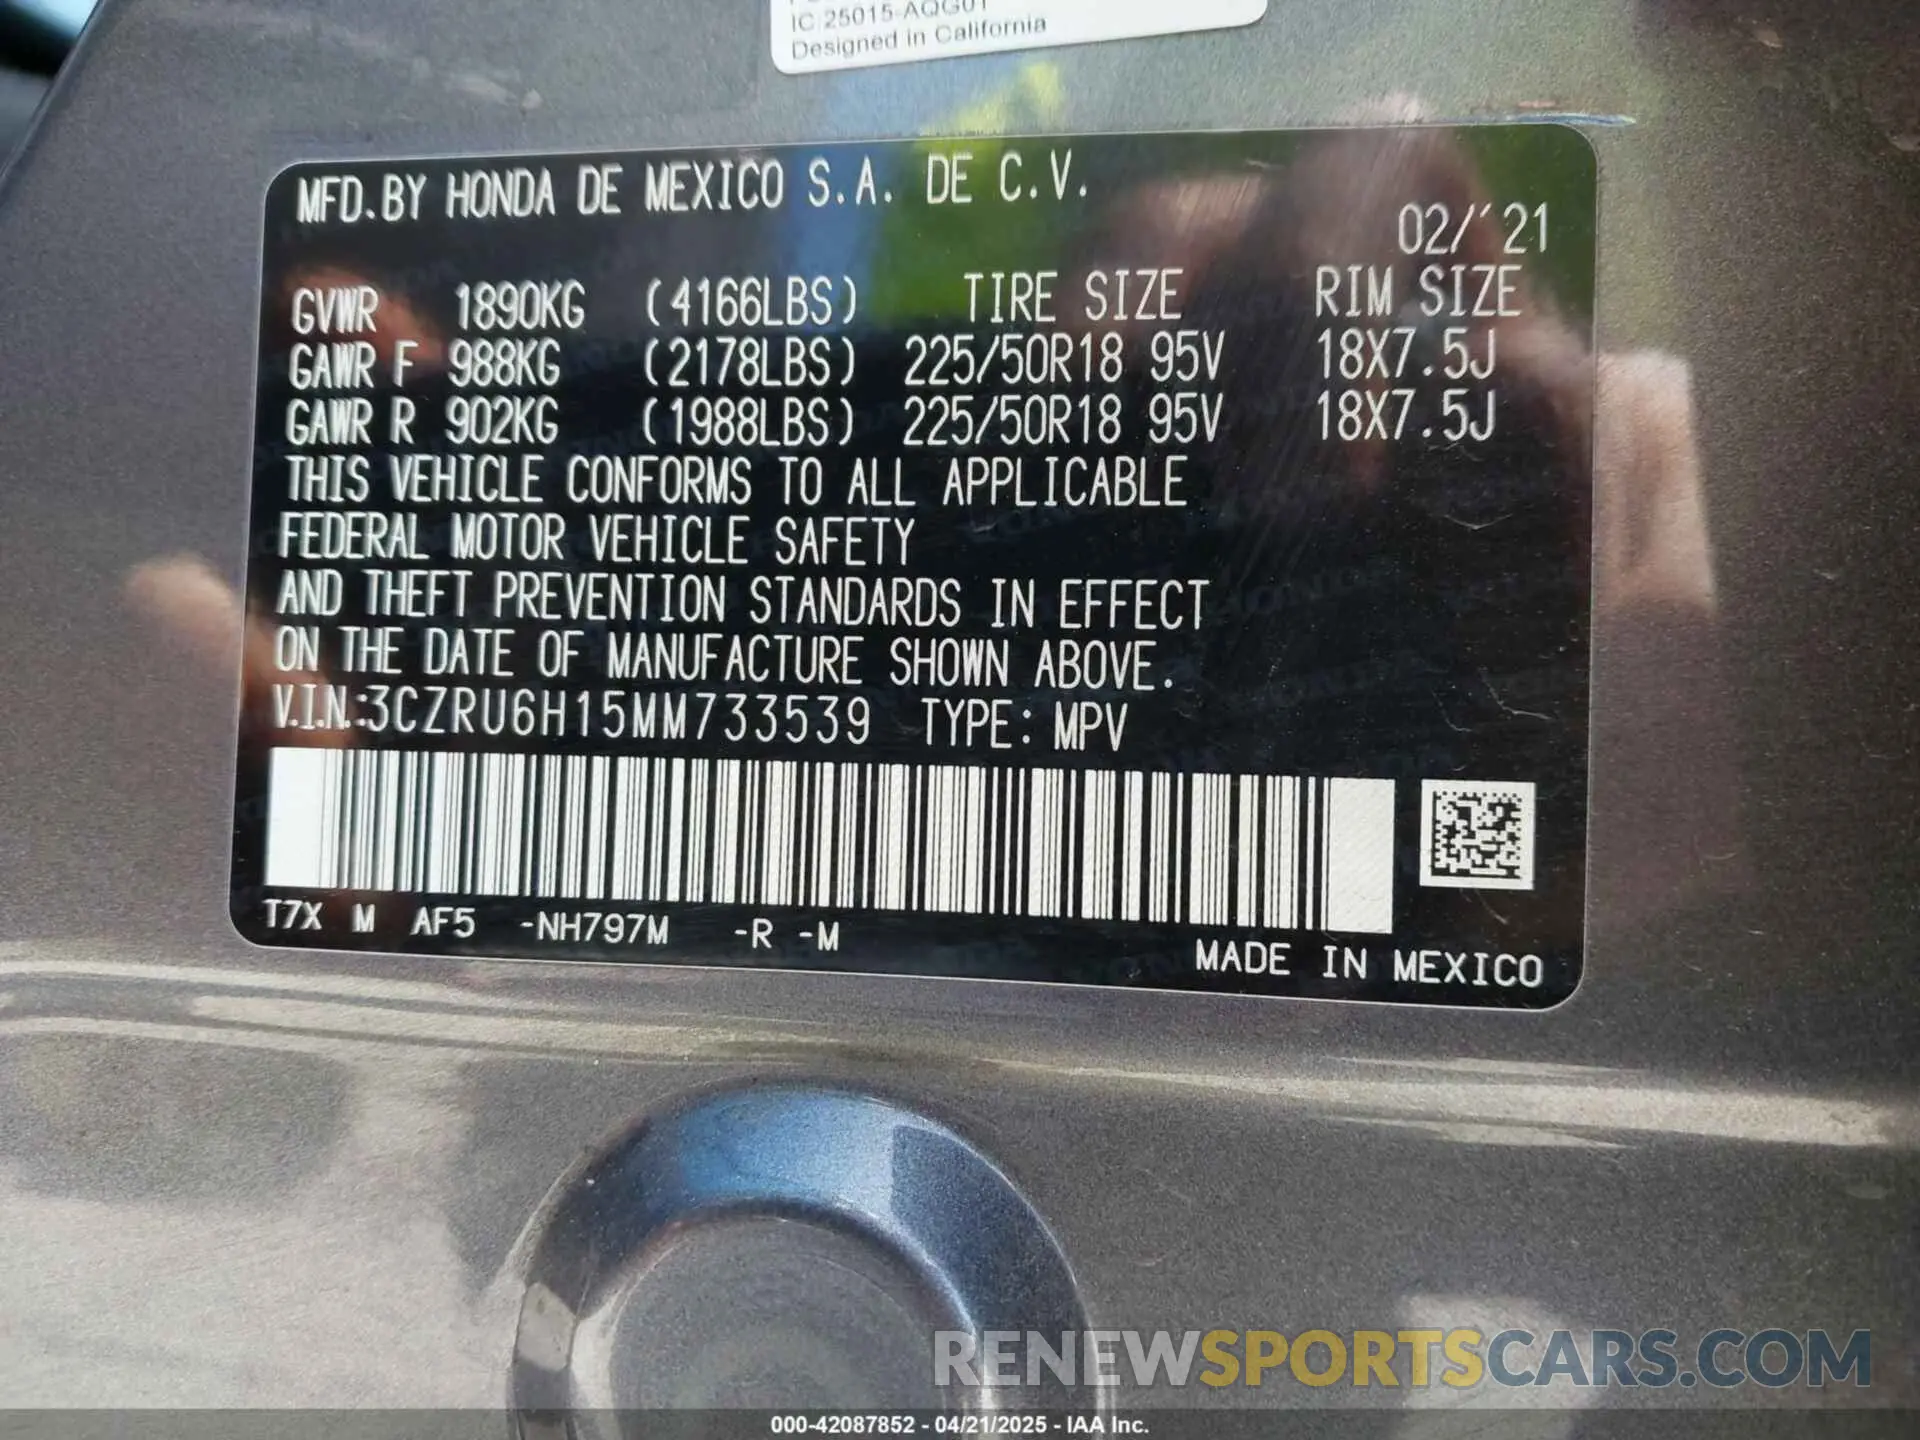 IC:25015-AQG01
Designed in California
MFD.BY HONDA DE MEXICO S.A. DE C.V.
02/'21
GVWR 1890KG (4166LBS) TIRE SIZE RIM SIZE
GAWR F 988KG (2178LBS) 225/50R18 95V 18X7.5J
GAWR R 902KG (1988LBS) 225/50R18 95V 18X7.5J
THIS VEHICLE CONFORMS TO ALL APPLICABLE
FEDERAL MOTOR VEHICLE SAFETY
AND THEFT PREVENTION STANDARDS IN EFFECT
ON THE DATE OF MANUFACTURE SHOWN ABOVE.
V.I.N.:3CZRU6H15MM733539 TYPE: MPV
T7X M AF5 -NH797M -R -M
MADE IN MEXICO
RENEWSPORTSCARS.COM
000-42087852 - 04/21/2025 - IAA Inc.